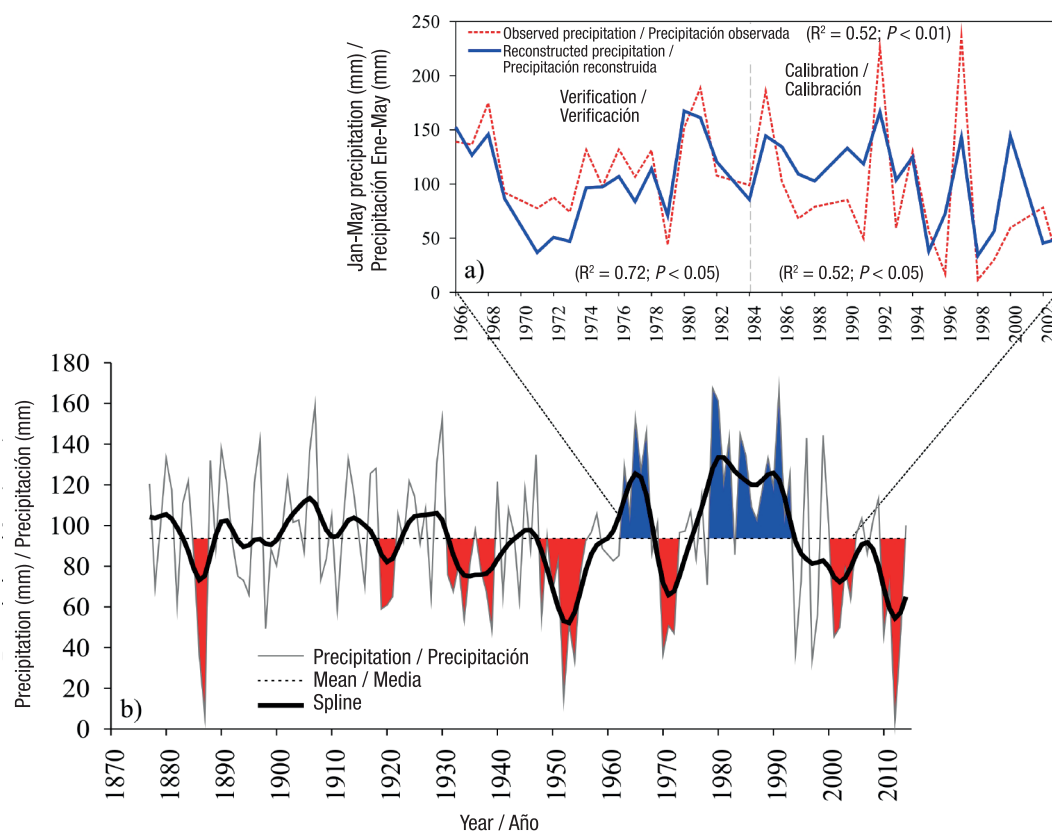 250
200
150
100
50
0
Jan-May precipitation (mm) /
Precipitación Ene-May (mm)
Observed precipitation / Precipitación observada
(R² = 0.52; P < 0.01)
Reconstructed precipitation /
Precipitación reconstruida
Verification /
Verificación
Calibration /
Calibración
a)
(R² = 0.72; P < 0.05)
(R² = 0.52; P < 0.05)
1966
1968
1970
1972
1974
1976
1978
1980
1982
1984
1986
1988
1990
1992
1994
1996
1998
2000
2002
180
160
140
120
100
80
60
40
20
0
Precipitation (mm) / Precipitación (mm)
Precipitation / Precipitación
Mean / Media
Spline
b)
1870
1880
1890
1900
1910
1920
1930
1940
1950
1960
1970
1980
1990
2000
2010
Year / Año